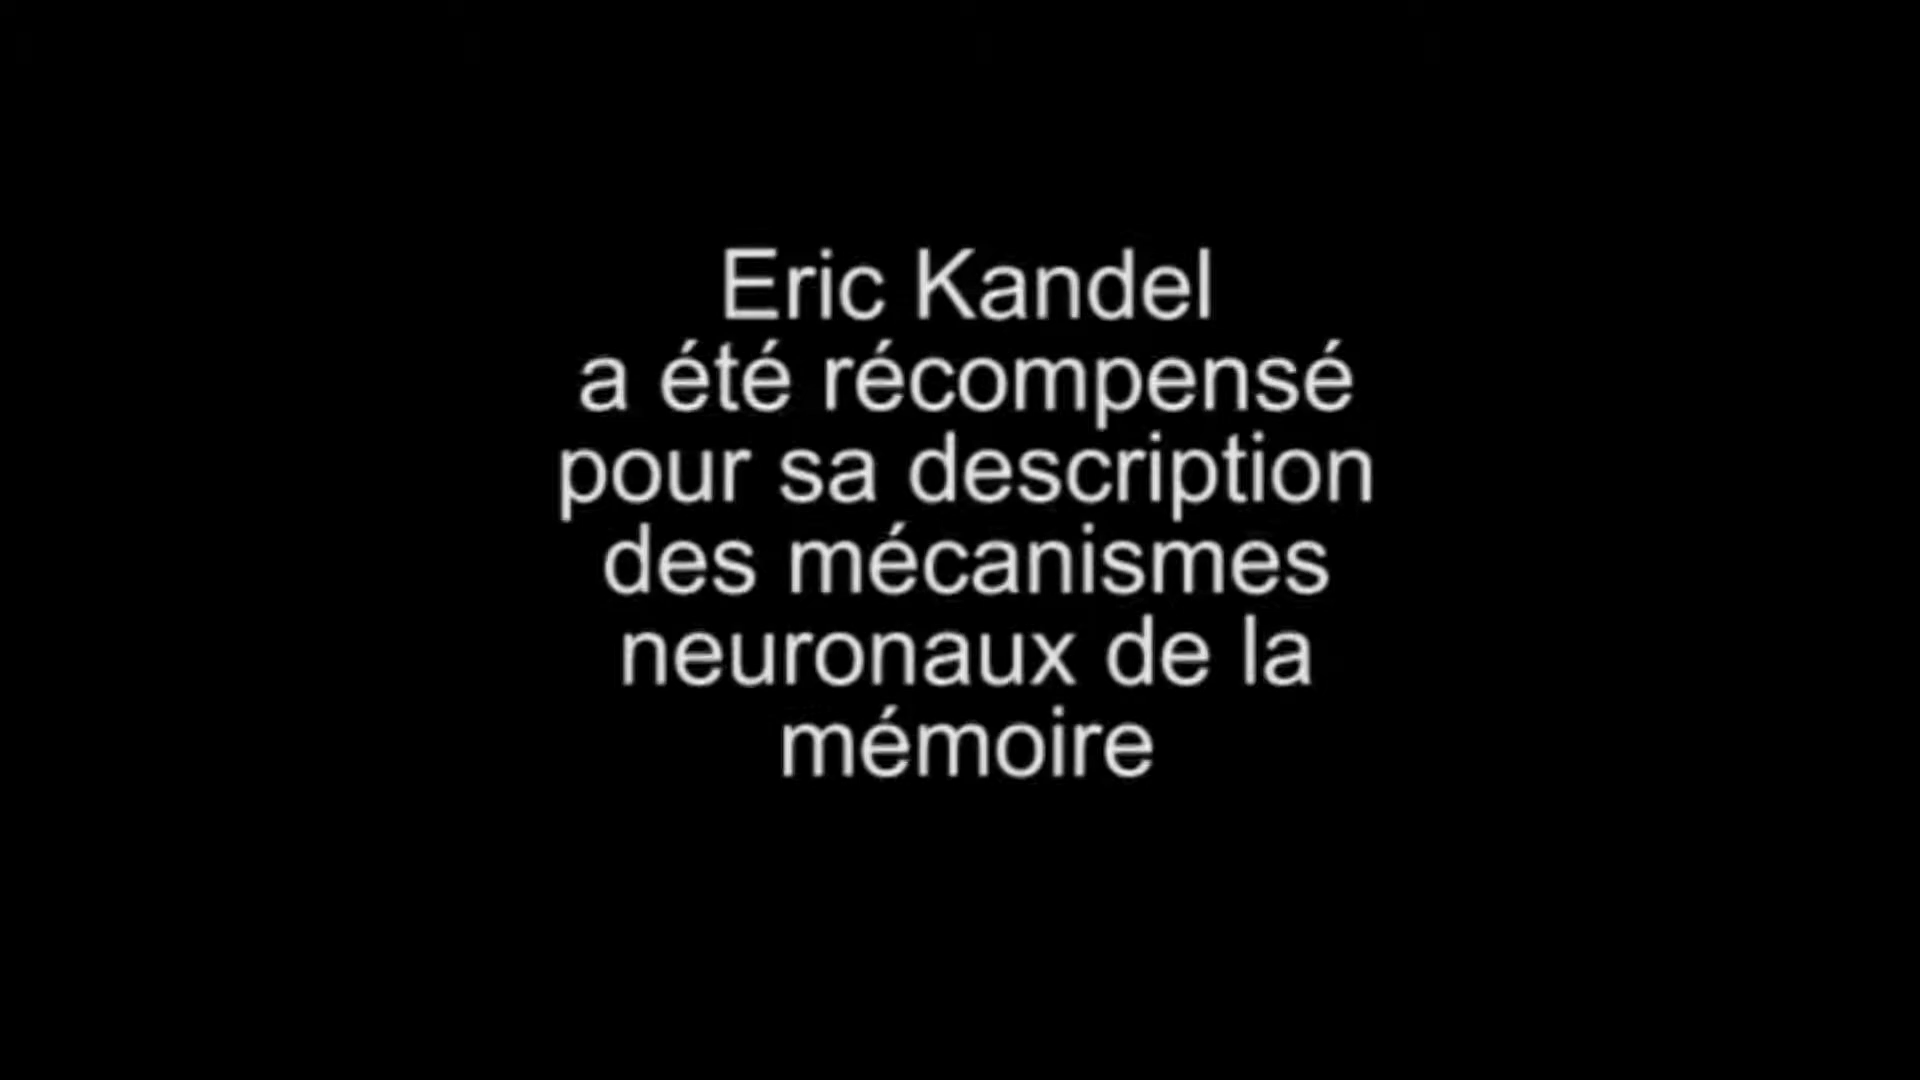 Eric Kandel
a été récompensé
pour sa description
des mécanismes
neuronaux de la
mémoire